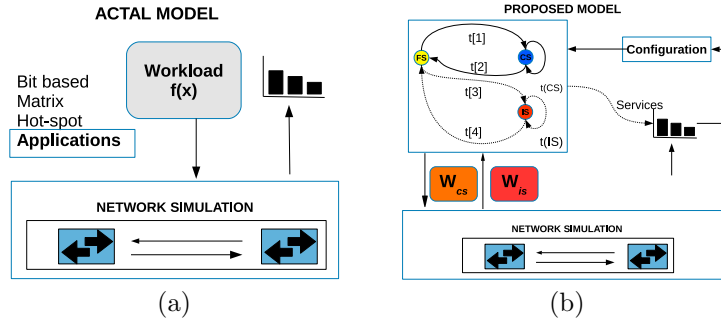 ACTAL MODEL
Workload
f(x)
Bit based
Matrix
Hot-spot
Applications
NETWORK SIMULATION
(a)
PROPOSED MODEL
t[1]
FS
CS
t[2]
t[3]
t(CS)
IS
t[4]
t(IS)
Configuration
Services
Wcs
Wis
NETWORK SIMULATION
(b)